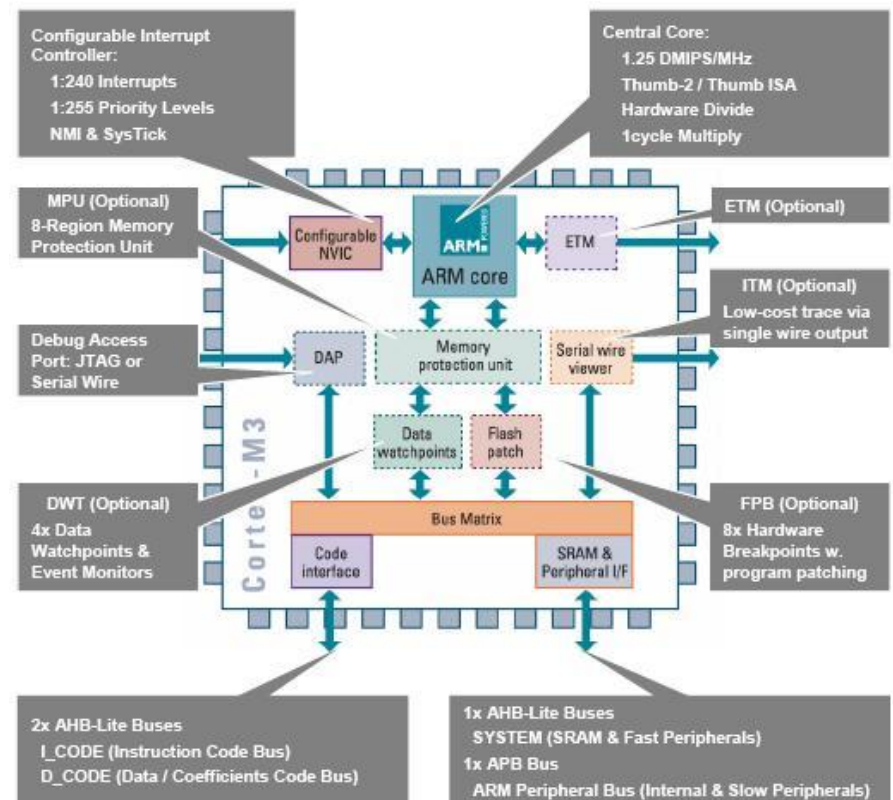 Configurable Interrupt
Controller:
1:240 Interrupts
1:255 Priority Levels
NMI & SysTick
Central Core:
1.25 DMIPS/MHz
Thumb-2 / Thumb ISA
Hardware Divide
1cycle Multiply
MPU (Optional)
8-Region Memory
Protection Unit
ETM (Optional)
ITM (Optional)
Low-cost trace via
single wire output
Debug Access
Port: JTAG or
Serial Wire
DWT (Optional)
4x Data
Watchpoints &
Event Monitors
FPB (Optional)
8x Hardware
Breakpoints w.
program patching
Configurable
NVIC
ARM POWERED
ARM core
ETM
DAP
Memory
protection unit
Serial wire
viewer
Data
watchpoints
Flash
patch
Bus Matrix
Code
interface
SRAM &
Peripheral I/F
Cortex-M3
2x AHB-Lite Buses
I_CODE (Instruction Code Bus)
D_CODE (Data / Coefficients Code Bus)
1x AHB-Lite Buses
SYSTEM (SRAM & Fast Peripherals)
1x APB Bus
ARM Peripheral Bus (Internal & Slow Peripherals)